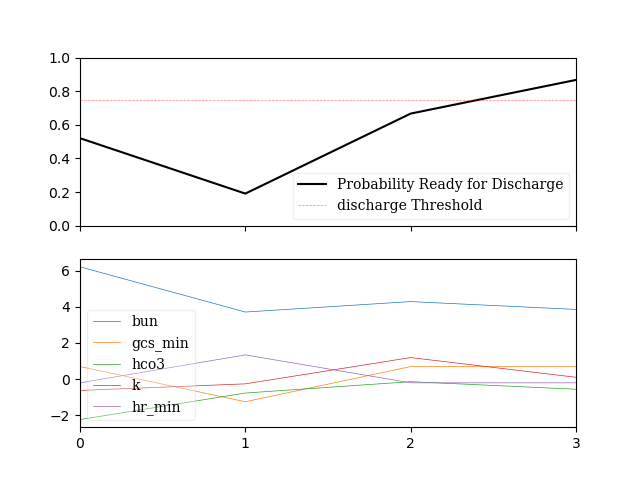 1.0
0.8
0.6
0.4
0.2
0.0
Probability Ready for Discharge
discharge Threshold
6
4
2
0
−2
bun
gcs_min
hco3
k
hr_min
0 1 2 3